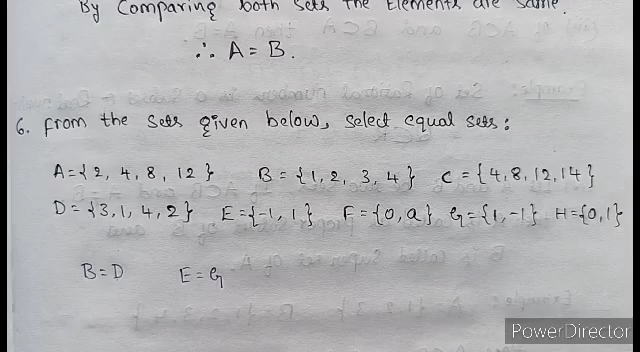 By Comparing both Sets the Elements are same.
∴ A = B.
6. from the sets given below, select equal sets:
A = {2, 4, 8, 12} B = {1, 2, 3, 4} C = {4, 8, 12, 14}
D = {3, 1, 4, 2} E = {-1, 1} F = {0, a} G = {1, -1} H = {0, 1}
B = D E = G
PowerDirector